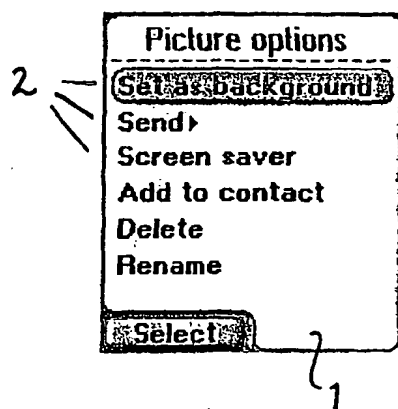 Picture options
2
Set as background
Send▸
Screen saver
Add to contact
Delete
Rename
Select
1